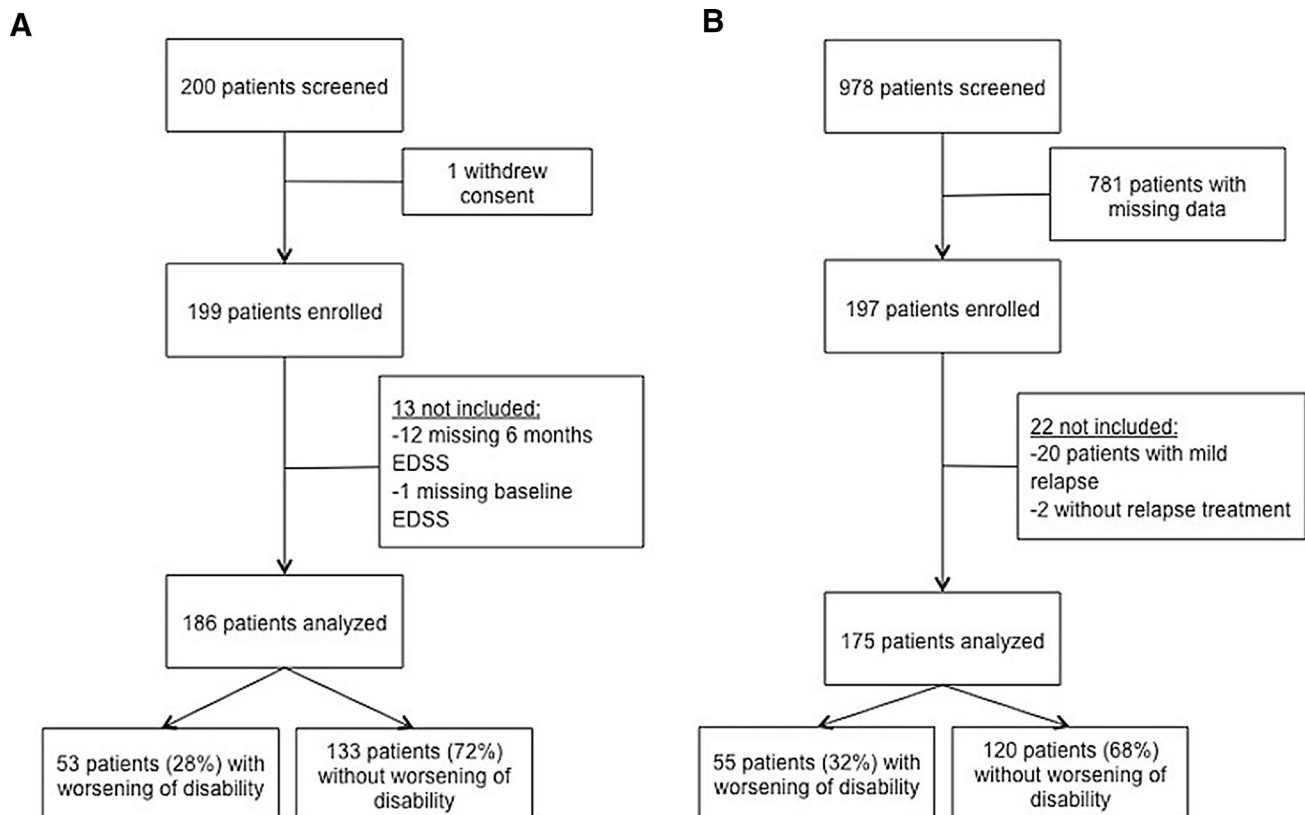 A
200 patients screened
1 withdrew
consent
199 patients enrolled
13 not included:
-12 missing 6 months
EDSS
-1 missing baseline
EDSS
186 patients analyzed
53 patients (28%) with
worsening of disability
133 patients (72%)
without worsening of
disability
B
978 patients screened
781 patients with
missing data
197 patients enrolled
22 not included:
-20 patients with mild
relapse
-2 without relapse treatment
175 patients analyzed
55 patients (32%) with
worsening of disability
120 patients (68%)
without worsening of
disability